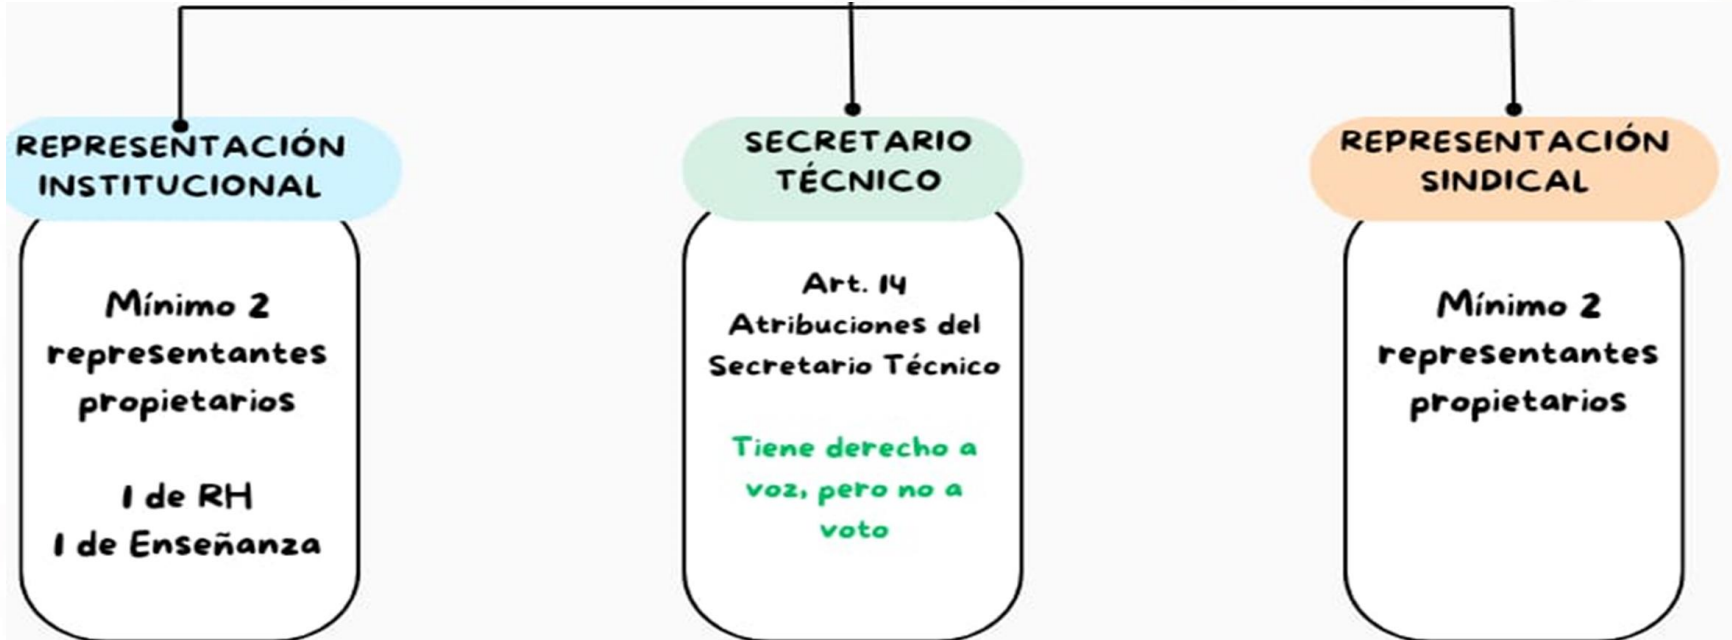 REPRESENTACIÓN
INSTITUCIONAL
Mínimo 2
representantes
propietarios
1 de RH
1 de Enseñanza
SECRETARIO
TÉCNICO
Art. 14
Atribuciones del
Secretario Técnico
Tiene derecho a
voz, pero no a
voto
REPRESENTACIÓN
SINDICAL
Mínimo 2
representantes
propietarios